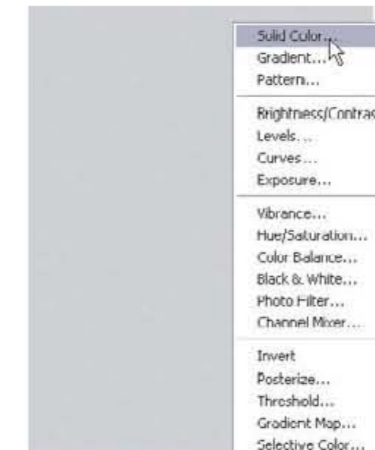 Solid Color...
Gradient...
Pattern...
Brightness/Contras
Levels...
Curves...
Exposure...
Vibrance...
Hue/Saturation...
Color Balance...
Black & White...
Photo Filter...
Channel Mixer...
Invert
Posterize...
Threshold...
Gradient Map...
Selective Color...